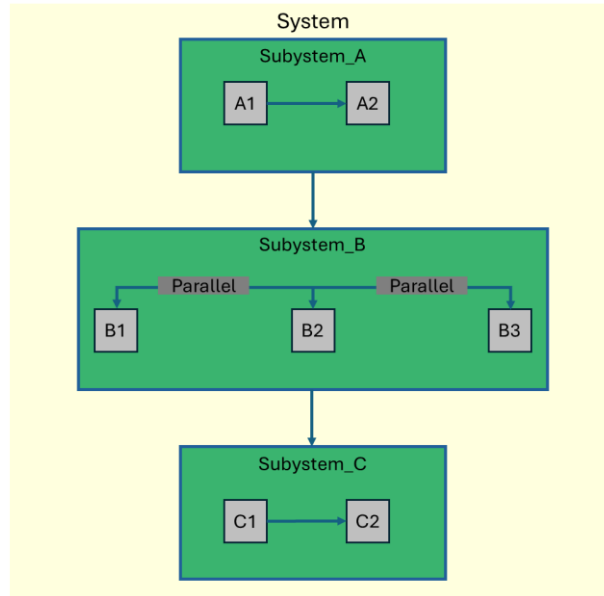 System
Subystem_A
A1
A2
Subystem_B
Parallel
Parallel
B1
B2
B3
Subystem_C
C1
C2